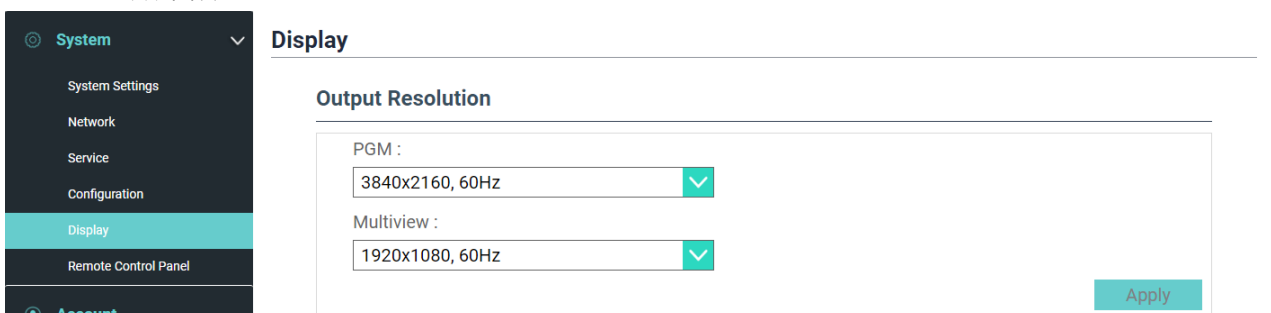 System
System Settings
Network
Service
Configuration
Display
Remote Control Panel
Account
Display
Output Resolution
PGM :
3840x2160, 60Hz
Multiview :
1920x1080, 60Hz
Apply